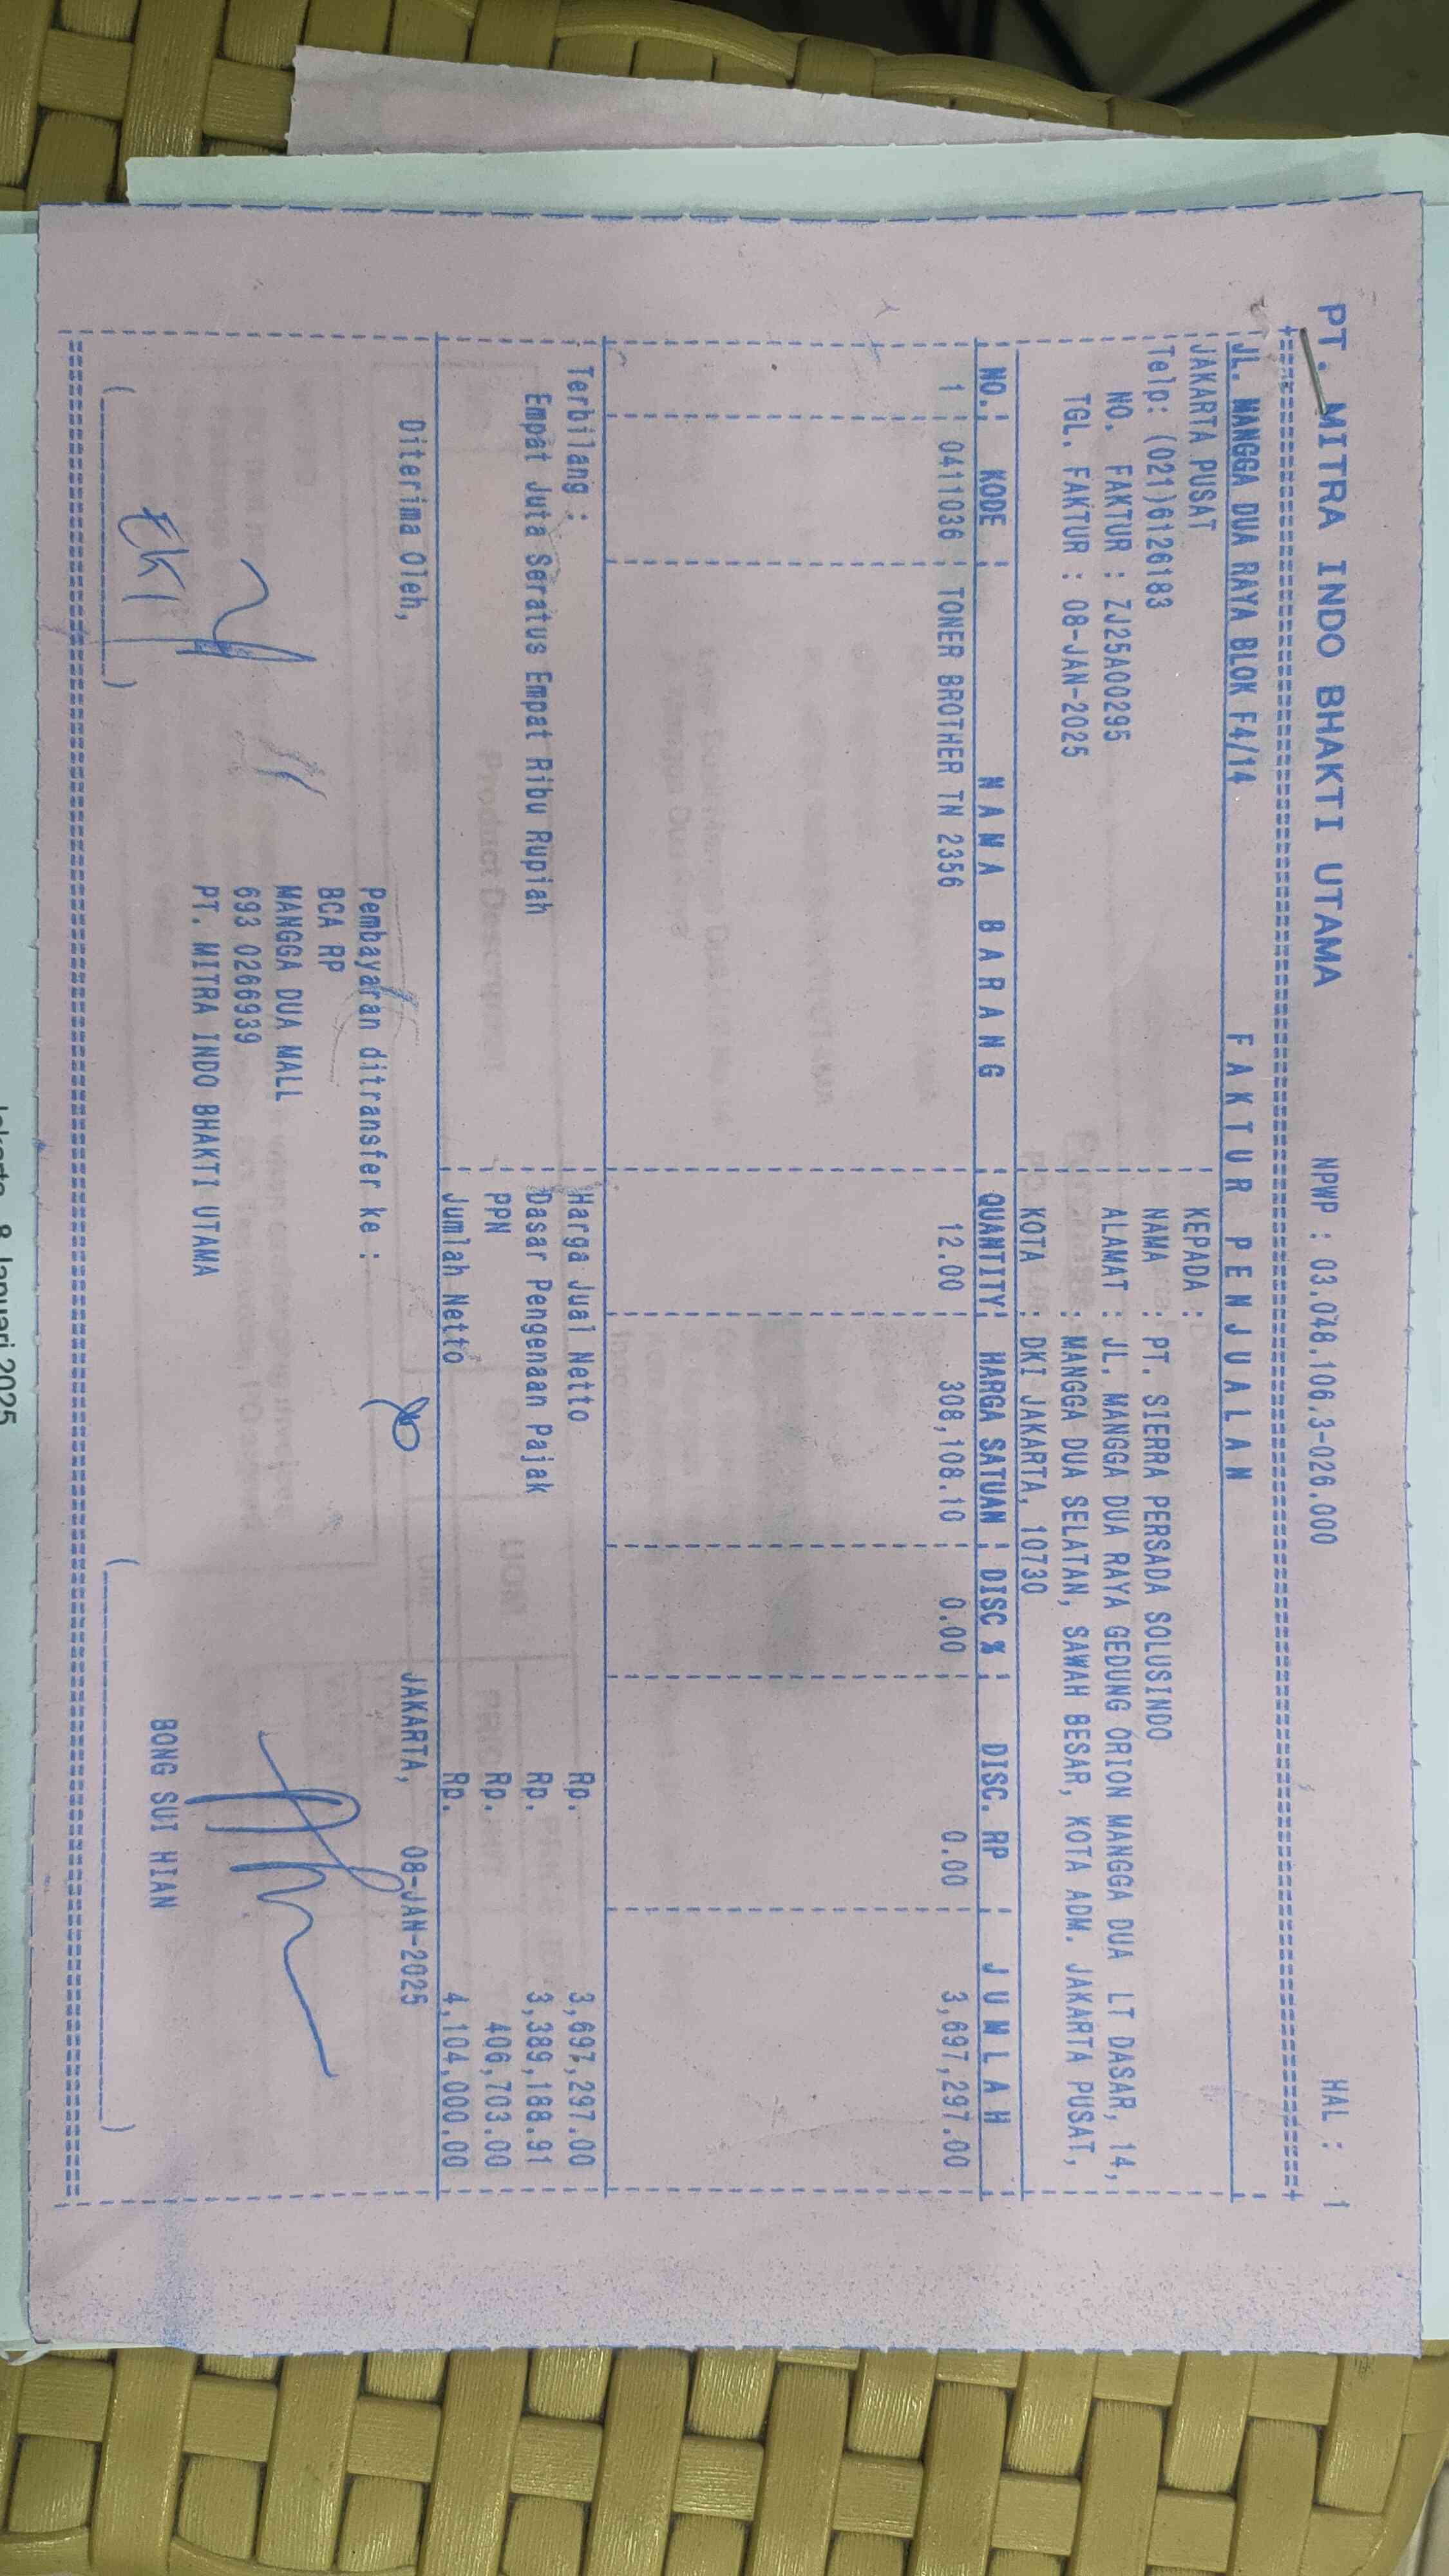 PT. MITRA INDO BHAKTI UTAMA NPWP : 03.048.106.3-026.000 HAL : 1
JL. MANGGA DUA RAYA BLOK F4/14 F A K T U R P E N J U A L A N
JAKARTA PUSAT KEPADA :
Telp: (021)6126183 NAMA : PT. SIERRA PERSADA SOLUSINDO
NO. FAKTUR : ZJ25A00295 ALAMAT : JL. MANGGA DUA RAYA GEDUNG ORION MANGGA DUA LT DASAR, 14,
TGL. FAKTUR : 08-JAN-2025 : MANGGA DUA SELATAN, SAWAH BESAR, KOTA ADM. JAKARTA PUSAT,
KOTA : DKI JAKARTA, 10730
NO. KODE N A M A B A R A N G QUANTITY HARGA SATUAN DISC % DISC. RP J U M L A H
1 0411036 TONER BROTHER TN 2356 12.00 308,108.10 0.00 0.00 3,697,297.00
Terbilang : Harga Jual Netto Rp. 3,697,297.00
Empat Juta Seratus Empat Ribu Rupiah Dasar Pengenaan Pajak Rp. 3,389,188.91
PPN Rp. 406,703.00
Jumlah Netto Rp. 4,104,000.00
Diterima Oleh, JAKARTA, 08-JAN-2025
Pembayaran ditransfer ke :
BCA RP
MANGGA DUA MALL
693 0266939
PT. MITRA INDO BHAKTI UTAMA
EKI
BONG SUI HIAN
8 Januari 2025